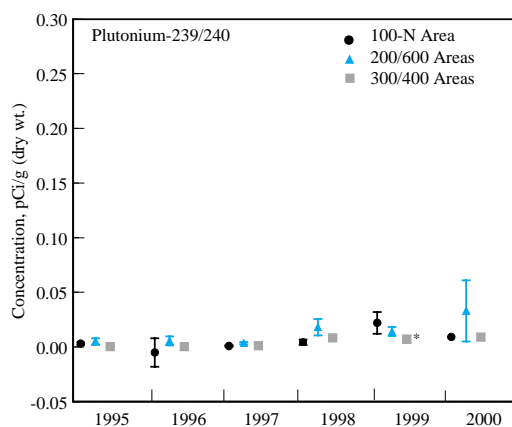 Plutonium-239/240
100-N Area
200/600 Areas
300/400 Areas
Concentration, pCi/g (dry wt.)
0.30
0.25
0.20
0.15
0.10
0.05
0.00
-0.05
*
1995 1996 1997 1998 1999 2000